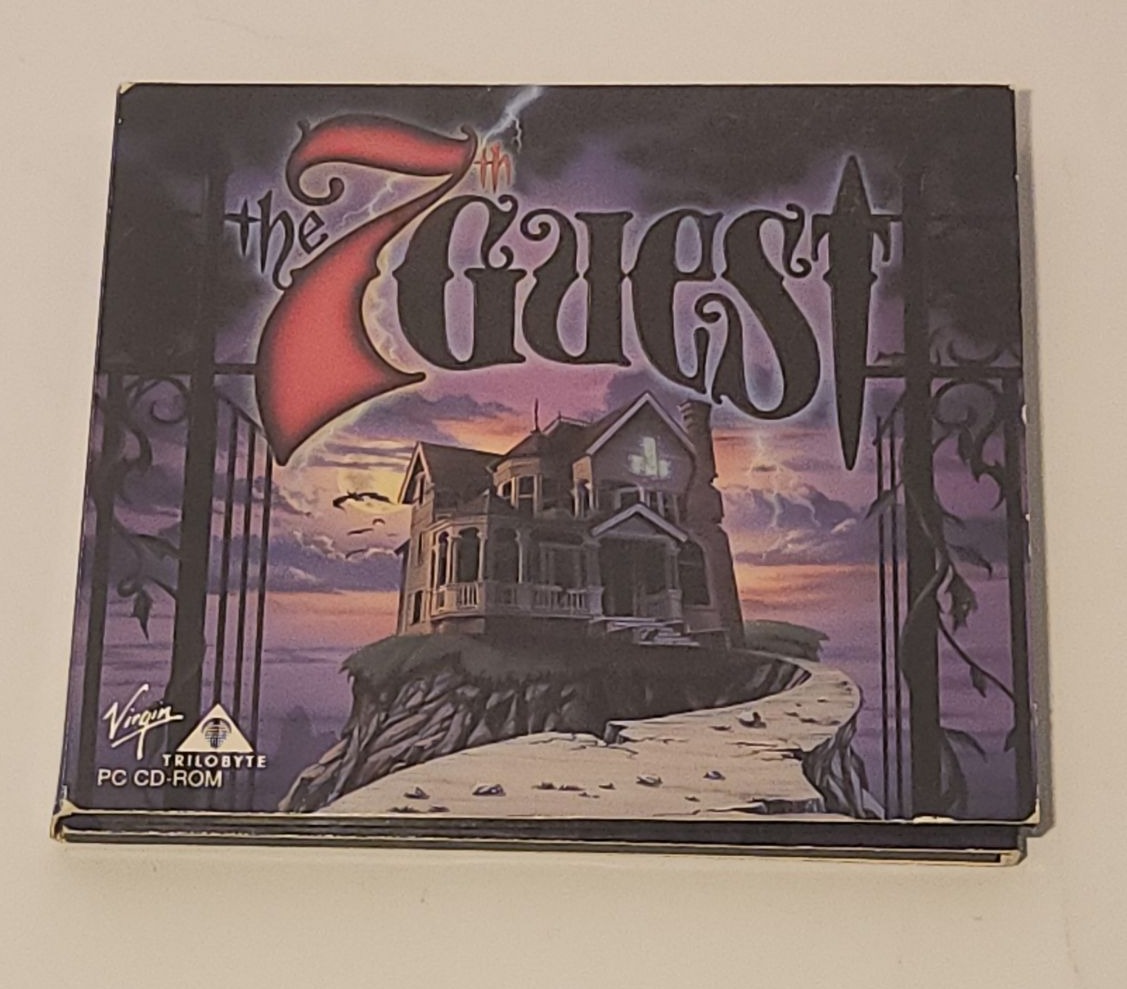 the 7th Guest
Virgin
TRILOBYTE
PC CD-ROM